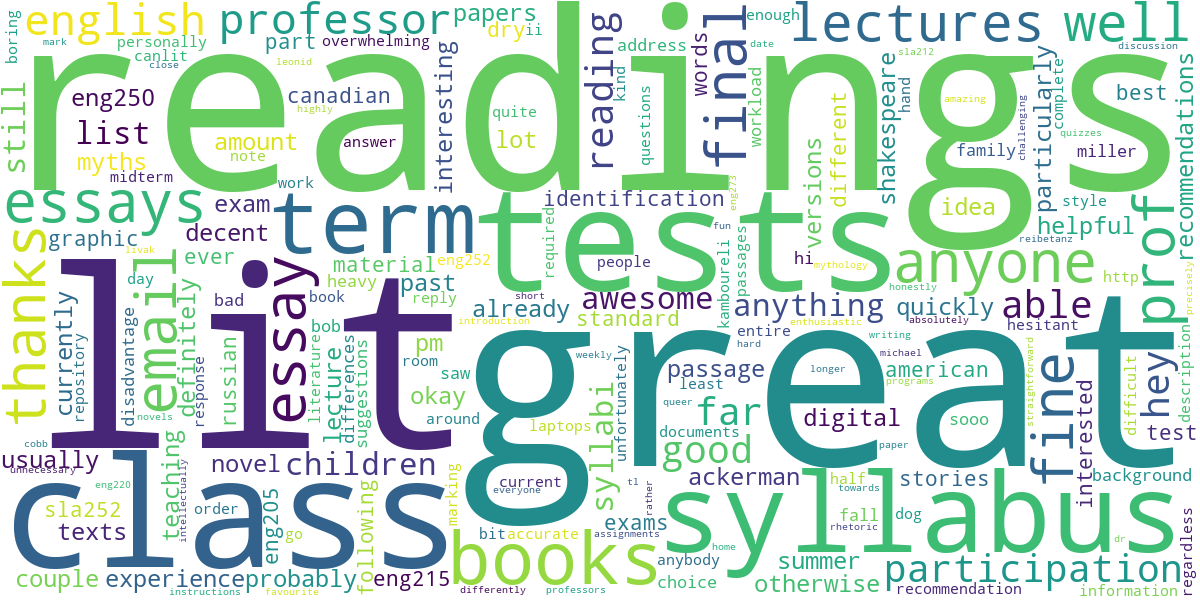 readings
lit
great
tests
class
syllabus
term
final
books
lectures
well
english
professor
papers
essays
essay
thanks
email
anyone
prof
reading
participation
fine
able
awesome
anything
good
far
syllabi
children
list
eng250
myths
midterm
still
boring
mark
personally
canlit
close
part
overwhelming
leonid
dry
ii
canadian
interesting
amount
note
highly
answer
lot
quite
kind
address
questions
words
enough
date
workload
different
shakespeare
hand
sla212
amazing
particularly
family
challenging
complete
quizzes
discussion
best
miller
recommendations
style
helpful
idea
reibetanz
versions
identification
exam
decent
work
graphic
ever
livak
material
heavy
eng252
past
reply
required
people
short
already
introduction
standard
kamboureli
passages
fun
eng273
hi
mythology
http
honestly
precisely
quickly
absolutely
hesitant
enthusiastic
entire
hard
writing
michael
american
longer
programs
passage
least
queer
digital
sooo
documents
paper
straightforward
interested
difficult
hey
description
test
background
day
currently
repository
disadvantage
definitely
response
russian
bad
book
bob
room
literature
differences
suggestions
lecture
pm
saw
okay
around
weekly
laptops
unfortunately
novels
cobb
usually
unnecessary
novel
eng220
sla252
texts
teaching
intellectually
order
eng205
go
couple
experience
instructions
favourite
probably
following
marking
eng215
current
everyone
bit
accurate
differently
professors
exams
assignments
tl
rather
ackerman
anybody
choice
home
half
towards
fall
rhetoric
stories
dog
dr
summer
otherwise
recommendation
information
regardless